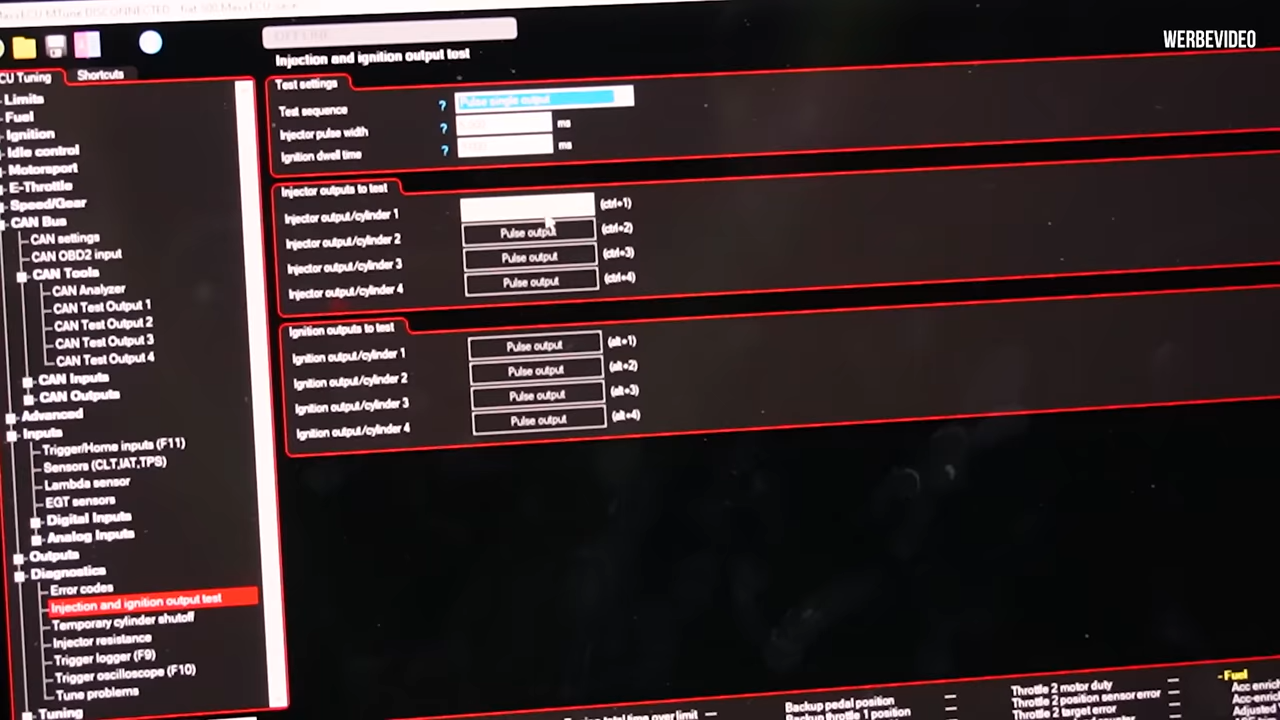 WERBEVIDEO
OFFLINE
Injection and ignition output test
CU Tuning
Shortcuts
Limits
Fuel
Ignition
Idle control
Motorsport
E-Throttle
Speed/Gear
CAN Bus
CAN settings
CAN OBD2 input
CAN Tools
CAN Analyzer
CAN Test Output 1
CAN Test Output 2
CAN Test Output 3
CAN Test Output 4
CAN Inputs
CAN Outputs
Advanced
Inputs
Trigger/Home inputs (F11)
Sensors (CLT,IAT,TPS)
Lambda sensor
EGT sensors
Digital Inputs
Analog Inputs
Outputs
Diagnostics
Error codes
Injection and ignition output test
Temporary cylinder shutoff
Injector resistance
Trigger logger (F9)
Trigger oscilloscope (F10)
Tune problems
Tuning
Test settings
Test sequence ? Pulse single output
Injector pulse width ? ms
Ignition dwell time ? ms
Injector outputs to test
Injector output/cylinder 1 (ctrl+1)
Injector output/cylinder 2 Pulse output (ctrl+2)
Injector output/cylinder 3 Pulse output (ctrl+3)
Injector output/cylinder 4 Pulse output (ctrl+4)
Ignition outputs to test
Ignition output/cylinder 1 Pulse output (alt+1)
Ignition output/cylinder 2 Pulse output (alt+2)
Ignition output/cylinder 3 Pulse output (alt+3)
Ignition output/cylinder 4 Pulse output (alt+4)
total time over limit —
Backup pedal position —
Backup throttle 1 position —
Throttle 2 motor duty —
Throttle 2 position sensor error —
Throttle 2 target error —
- Fuel
Acc enrich
Acc-enrich
Adjusted